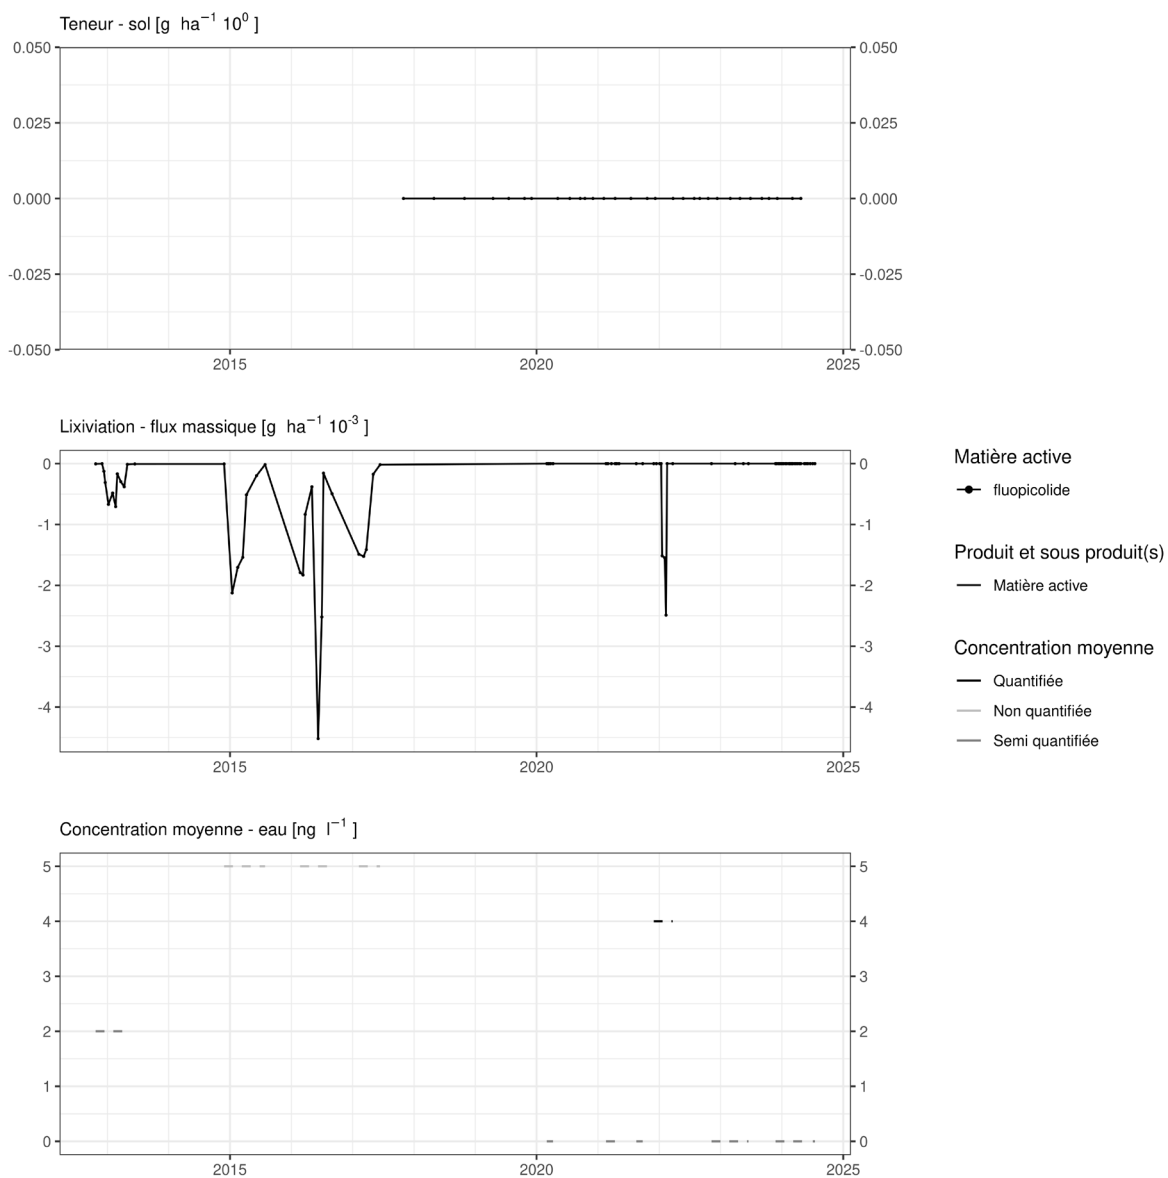 Teneur - sol [g ha−1 100 ]
0.050 0.050
0.025 0.025
0.000 0.000
-0.025 -0.025
-0.050 -0.050
2015 2020 2025
Lixiviation - flux massique [g ha−1 10-3 ]
0 0
-1 -1
-2 -2
-3 -3
-4 -4
2015 2020 2025
Matière active
fluopicolide
Produit et sous produit(s)
Matière active
Concentration moyenne
Quantifiée
Non quantifiée
Semi quantifiée
Concentration moyenne - eau [ng l−1 ]
5 5
4 4
3 3
2 2
1 1
0 0
2015 2020 2025